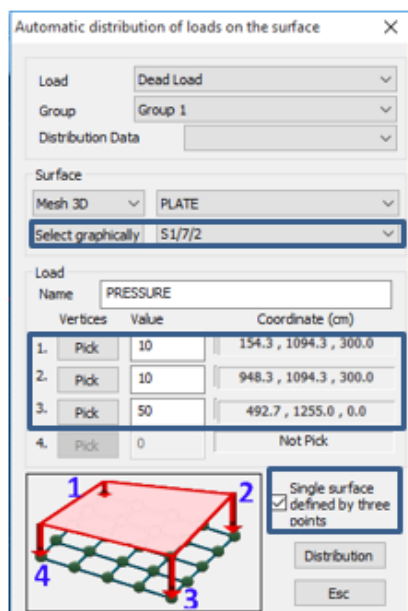 Automatic distribution of loads on the surface
Load Dead Load
Group Group 1
Distribution Data
Surface
Mesh 3D PLATE
Select graphically S1/7/2
Load
Name PRESSURE
Vertices Value Coordinate (cm)
1. Pick 10 154.3 , 1094.3 , 300.0
2. Pick 10 948.3 , 1094.3 , 300.0
3. Pick 50 492.7 , 1255.0 , 0.0
4. Pick 0 Not Pick
Single surface
defined by three
points
1 2
4 3
Distribution
Esc